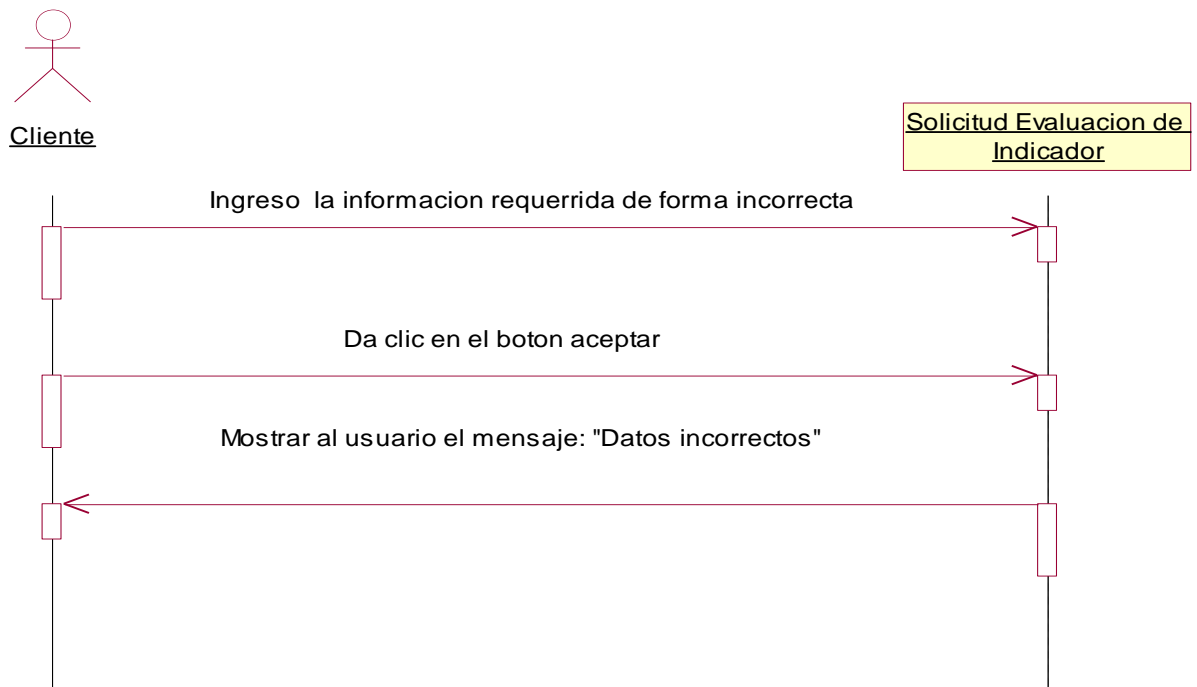 Cliente
Solicitud Evaluacion de
Indicador
Ingreso la informacion requerrida de forma incorrecta
Da clic en el boton aceptar
Mostrar al usuario el mensaje: "Datos incorrectos"